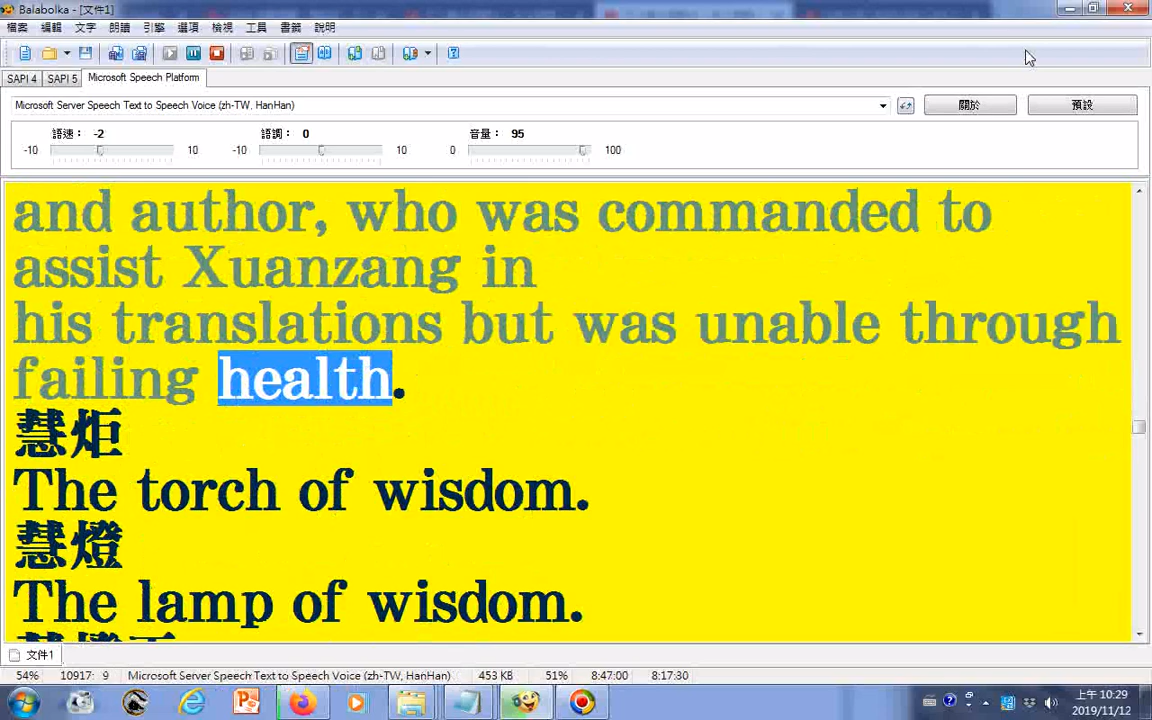 Balabolka - [文件1]
檔案 編輯 文字 朗讀 引擎 選項 檢視 工具 書籤 說明
SAPI 4 SAPI 5 Microsoft Speech Platform
Microsoft Server Speech Text to Speech Voice (zh-TW, HanHan) 關於 預設
語速： -2 語調： 0 音量： 95
-10 10 -10 10 0 100
and author, who was commanded to
assist Xuanzang in
his translations but was unable through
failing health.
慧炬
The torch of wisdom.
慧燈
The lamp of wisdom.
文件1
54% 10917: 9 Microsoft Server Speech Text to Speech Voice (zh-TW, HanHan) 453 KB 51% 8:47:00 8:17:30
上午 10:29
2019/11/12